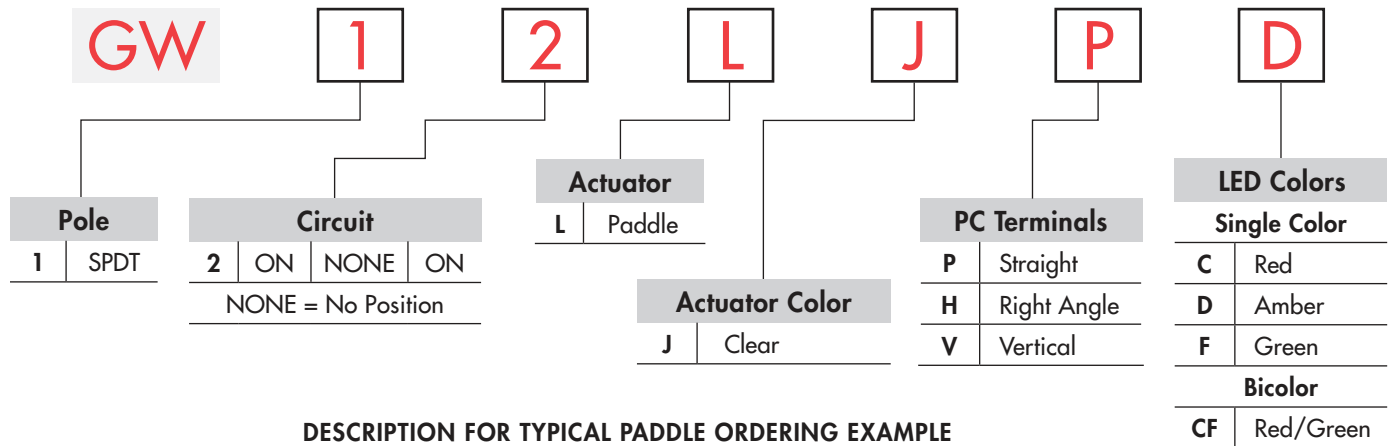 GW 1 2 L J P D
Pole
1 SPDT
Circuit
2 ON NONE ON
NONE = No Position
Actuator
L Paddle
Actuator Color
J Clear
PC Terminals
P Straight
H Right Angle
V Vertical
LED Colors
Single Color
C Red
D Amber
F Green
Bicolor
CF Red/Green
DESCRIPTION FOR TYPICAL PADDLE ORDERING EXAMPLE